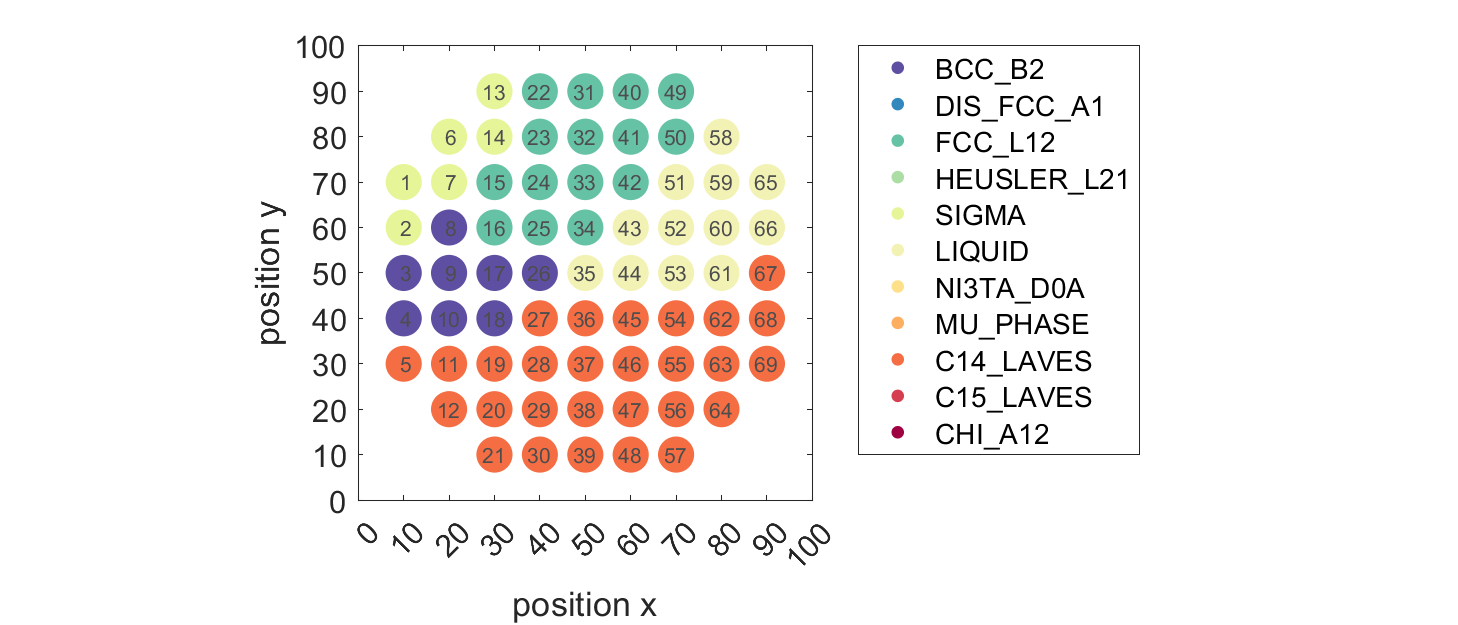 100
90
80
70
60
50
40
30
20
10
0
position y
13 22 31 40 49
6 14 23 32 41 50 58
1 7 15 24 33 42 51 59 65
2 8 16 25 34 43 52 60 66
3 9 17 26 35 44 53 61 67
4 10 18 27 36 45 54 62 68
5 11 19 28 37 46 55 63 69
12 20 29 38 47 56 64
21 30 39 48 57
0 10 20 30 40 50 60 70 80 90 100
position x
BCC_B2
DIS_FCC_A1
FCC_L12
HEUSLER_L21
SIGMA
LIQUID
NI3TA_D0A
MU_PHASE
C14_LAVES
C15_LAVES
CHI_A12